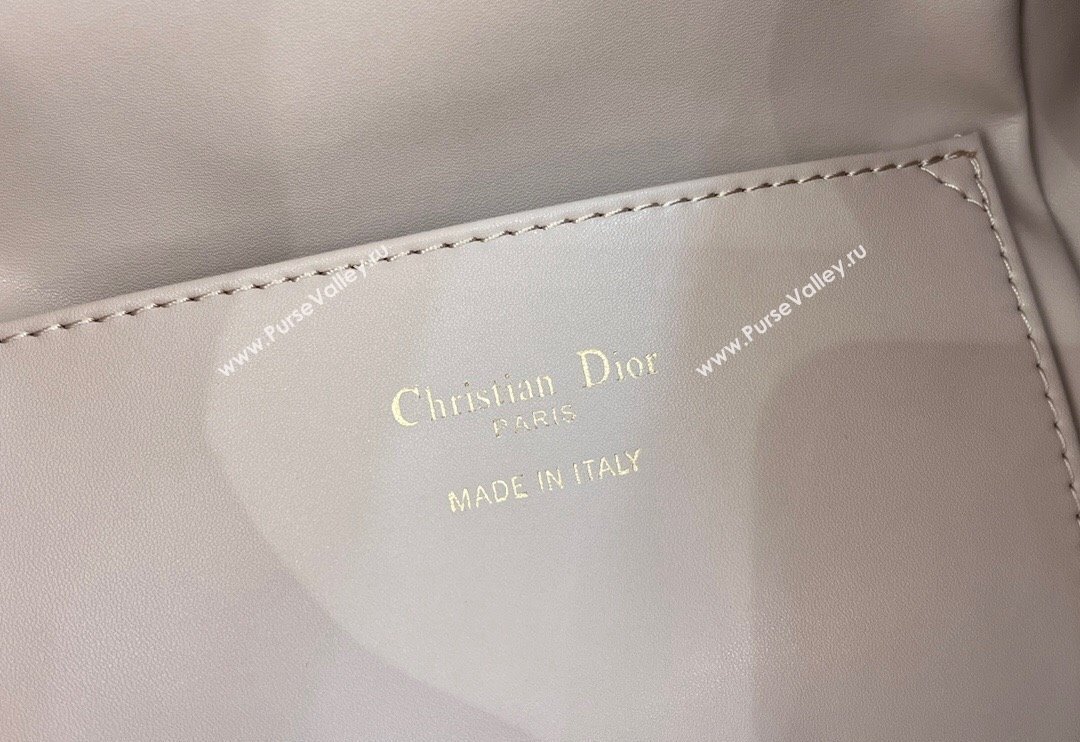 www.PurseValley.ru
www.PurseValley.ru
Christian Dior
PARIS
MADE IN ITALY